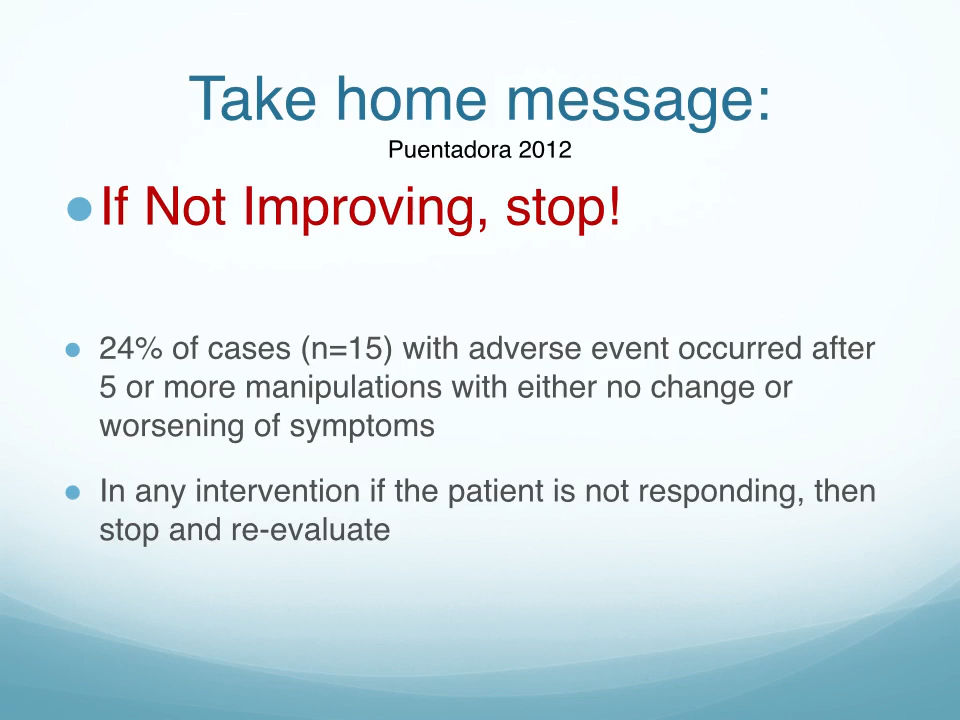 Take home message:
Puentadora 2012
● If Not Improving, stop!
● 24% of cases (n=15) with adverse event occurred after
5 or more manipulations with either no change or
worsening of symptoms
● In any intervention if the patient is not responding, then
stop and re-evaluate